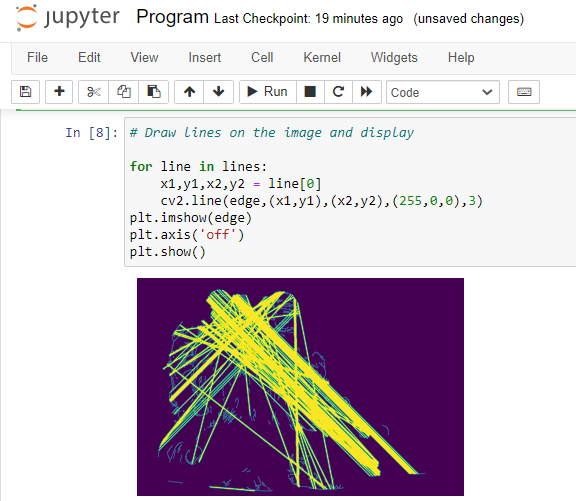 jupyter Program Last Checkpoint: 19 minutes ago (unsaved changes)
File Edit View Insert Cell Kernel Widgets Help
Run Code
In [8]: # Draw lines on the image and display
for line in lines:
    x1,y1,x2,y2 = line[0]
    cv2.line(edge,(x1,y1),(x2,y2),(255,0,0),3)
plt.imshow(edge)
plt.axis('off')
plt.show()